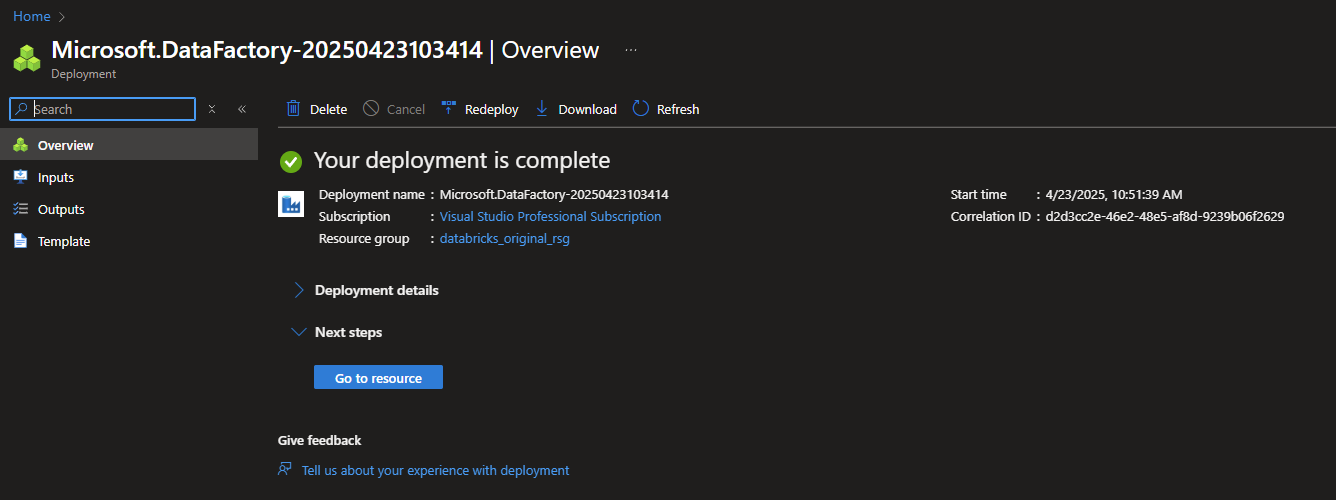 Home
Microsoft.DataFactory-20250423103414 | Overview ...
Deployment
Search
Delete Cancel Redeploy Download Refresh
Overview
Inputs
Outputs
Template
Your deployment is complete
Deployment name : Microsoft.DataFactory-20250423103414
Subscription : Visual Studio Professional Subscription
Resource group : databricks_original_rsg
Start time : 4/23/2025, 10:51:39 AM
Correlation ID : d2d3cc2e-46e2-48e5-af8d-9239b06f2629
Deployment details
Next steps
Go to resource
Give feedback
Tell us about your experience with deployment